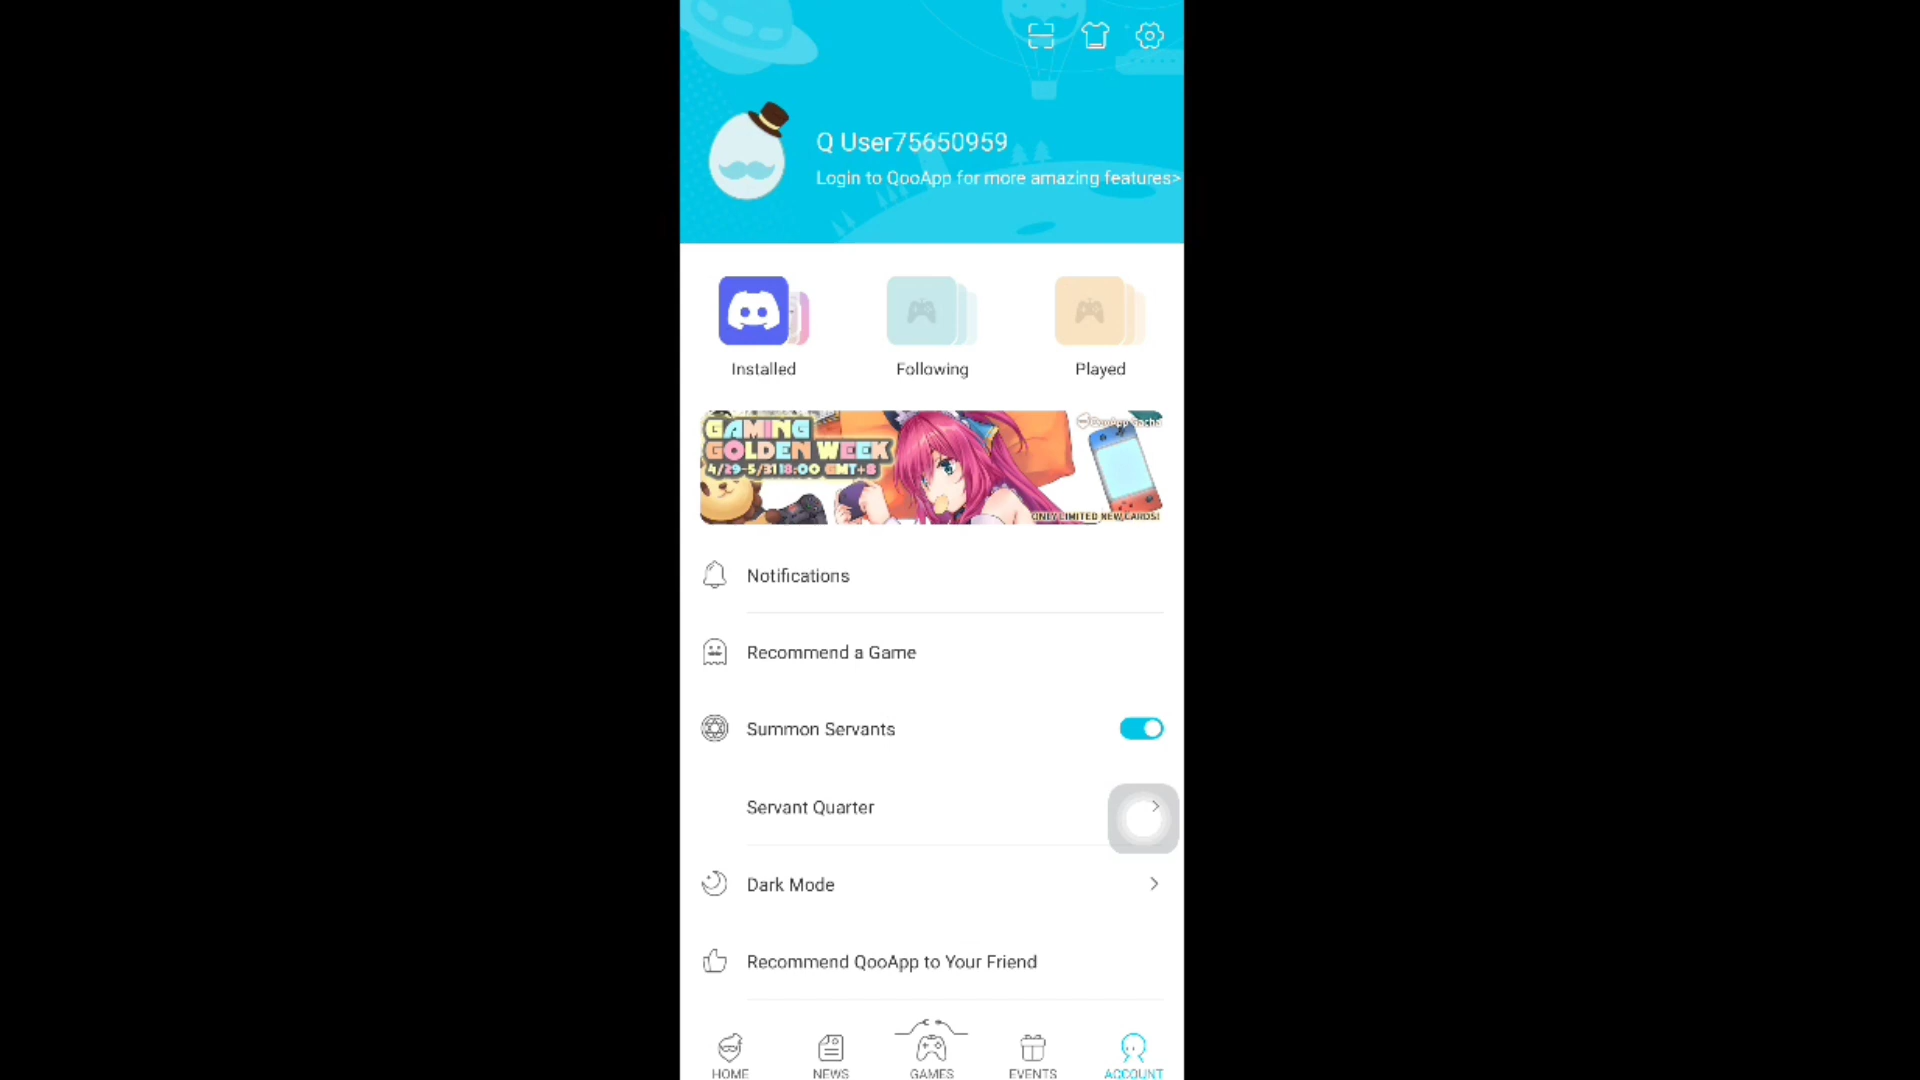 Q User75650959
Login to QooApp for more amazing features>
Installed
Following
Played
GAMING
GOLDEN WEEK
4/29-5/31 18:00 GMT+8
QooApp Gacha
ONLY LIMITED NEW CARDS!
Notifications
Recommend a Game
Summon Servants
Servant Quarter
Dark Mode
Recommend QooApp to Your Friend
HOME
NEWS
GAMES
EVENTS
ACCOUNT